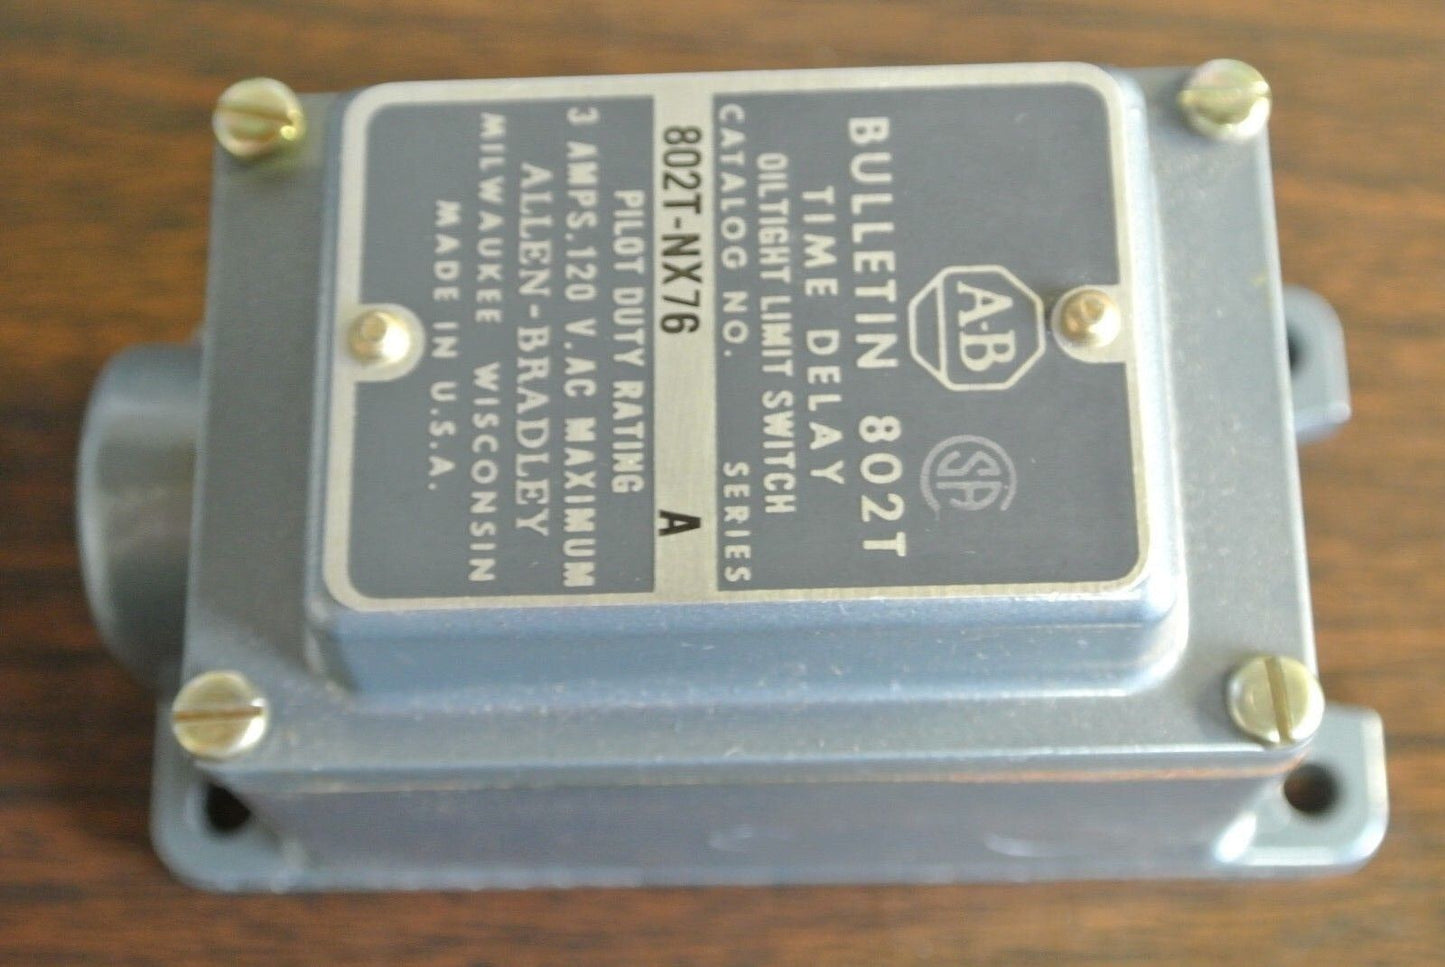 A-B
SA
BULLETIN 802T
TIME DELAY
OILTIGHT LIMIT SWITCH
CATALOG NO. SERIES
802T-NX76 A
PILOT DUTY RATING
3 AMPS. 120 V. AC MAXIMUM
ALLEN-BRADLEY
MILWAUKEE WISCONSIN
MADE IN U.S.A.